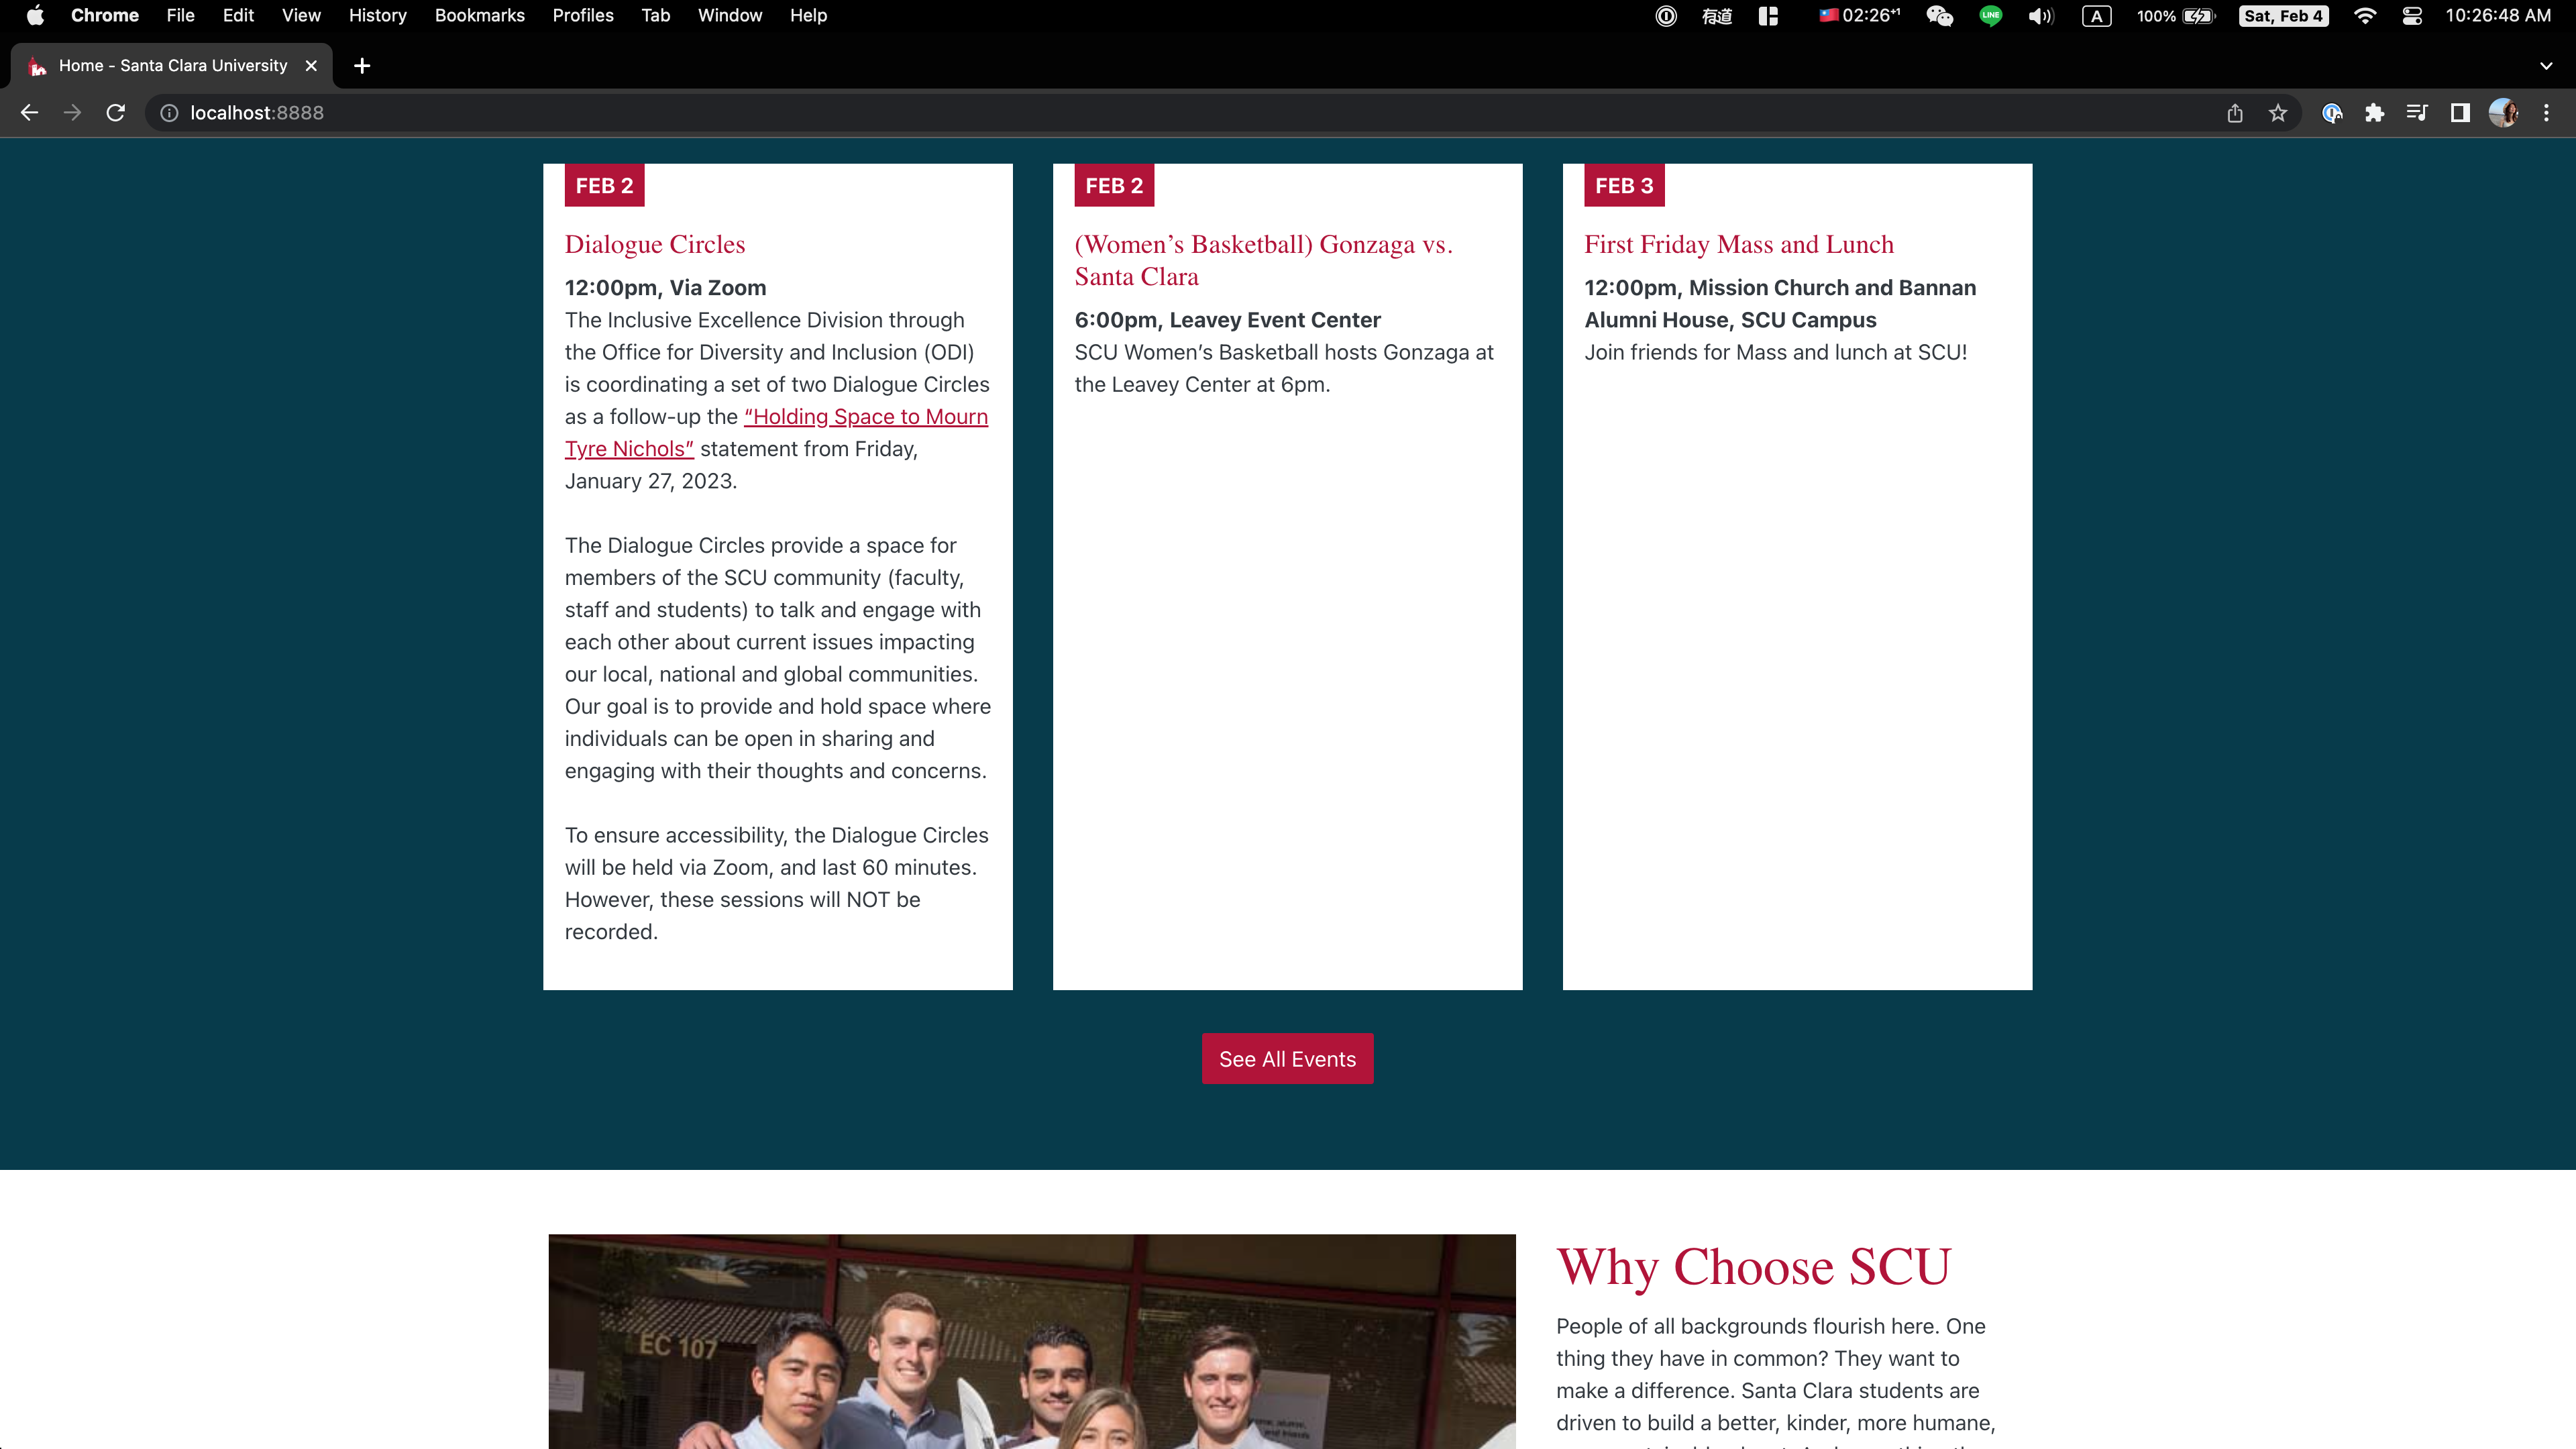 Chrome File Edit View History Bookmarks Profiles Tab Window Help
有道 02:26+1 LINE A 100% Sat, Feb 4 10:26:48 AM
Home - Santa Clara University
localhost:8888
FEB 2
Dialogue Circles
12:00pm, Via Zoom
The Inclusive Excellence Division through
the Office for Diversity and Inclusion (ODI)
is coordinating a set of two Dialogue Circles
as a follow-up the “Holding Space to Mourn
Tyre Nichols” statement from Friday,
January 27, 2023.
The Dialogue Circles provide a space for
members of the SCU community (faculty,
staff and students) to talk and engage with
each other about current issues impacting
our local, national and global communities.
Our goal is to provide and hold space where
individuals can be open in sharing and
engaging with their thoughts and concerns.
To ensure accessibility, the Dialogue Circles
will be held via Zoom, and last 60 minutes.
However, these sessions will NOT be
recorded.
FEB 2
(Women’s Basketball) Gonzaga vs.
Santa Clara
6:00pm, Leavey Event Center
SCU Women’s Basketball hosts Gonzaga at
the Leavey Center at 6pm.
FEB 3
First Friday Mass and Lunch
12:00pm, Mission Church and Bannan
Alumni House, SCU Campus
Join friends for Mass and lunch at SCU!
See All Events
EC 107
Why Choose SCU
People of all backgrounds flourish here. One
thing they have in common? They want to
make a difference. Santa Clara students are
driven to build a better, kinder, more humane,